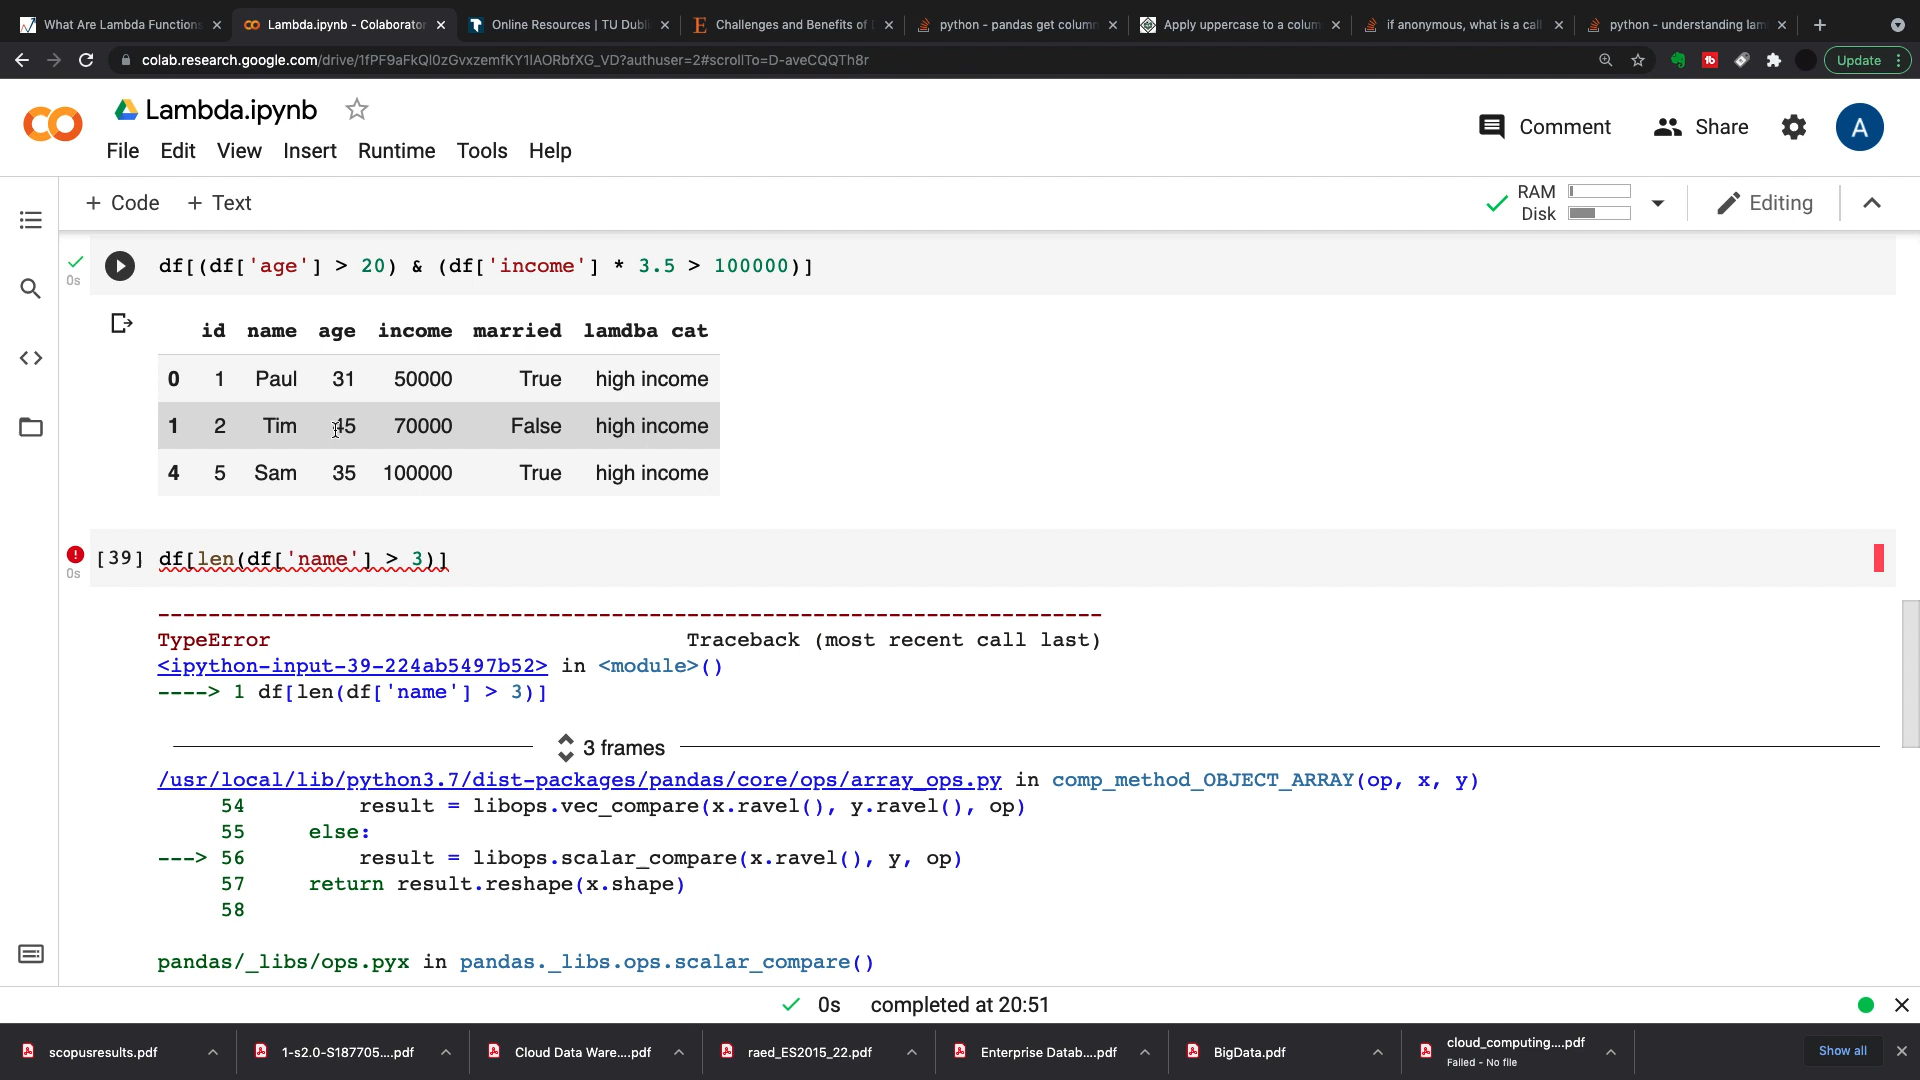 What Are Lambda Functions
Lambda.ipynb - Colaborator
Online Resources | TU Dubli
Challenges and Benefits of D
python - pandas get column
Apply uppercase to a colum
if anonymous, what is a call
python - understanding lam
colab.research.google.com/drive/1fPF9aFkQl0zGvxzemfKY1lAORbfXG_VD?authuser=2#scrollTo=D-aveCQQTh8r
Update
Lambda.ipynb
Comment
Share
A
File Edit View Insert Runtime Tools Help
+ Code + Text
RAM
Disk
Editing
0s
df[(df['age'] > 20) & (df['income'] * 3.5 > 100000)]
id name age income married lamdba cat
0 1 Paul 31 50000 True high income
1 2 Tim 45 70000 False high income
4 5 Sam 35 100000 True high income
[39] df[len(df['name'] > 3)]
0s
---------------------------------------------------------------------------
TypeError Traceback (most recent call last)
<ipython-input-39-224ab5497b52> in <module>()
----> 1 df[len(df['name'] > 3)]
3 frames
/usr/local/lib/python3.7/dist-packages/pandas/core/ops/array_ops.py in comp_method_OBJECT_ARRAY(op, x, y)
54 result = libops.vec_compare(x.ravel(), y.ravel(), op)
55 else:
---> 56 result = libops.scalar_compare(x.ravel(), y, op)
57 return result.reshape(x.shape)
58
pandas/_libs/ops.pyx in pandas._libs.ops.scalar_compare()
0s completed at 20:51
scopusresults.pdf
1-s2.0-S187705....pdf
Cloud Data Ware....pdf
raed_ES2015_22.pdf
Enterprise Datab....pdf
BigData.pdf
cloud_computing....pdf
Failed - No file
Show all